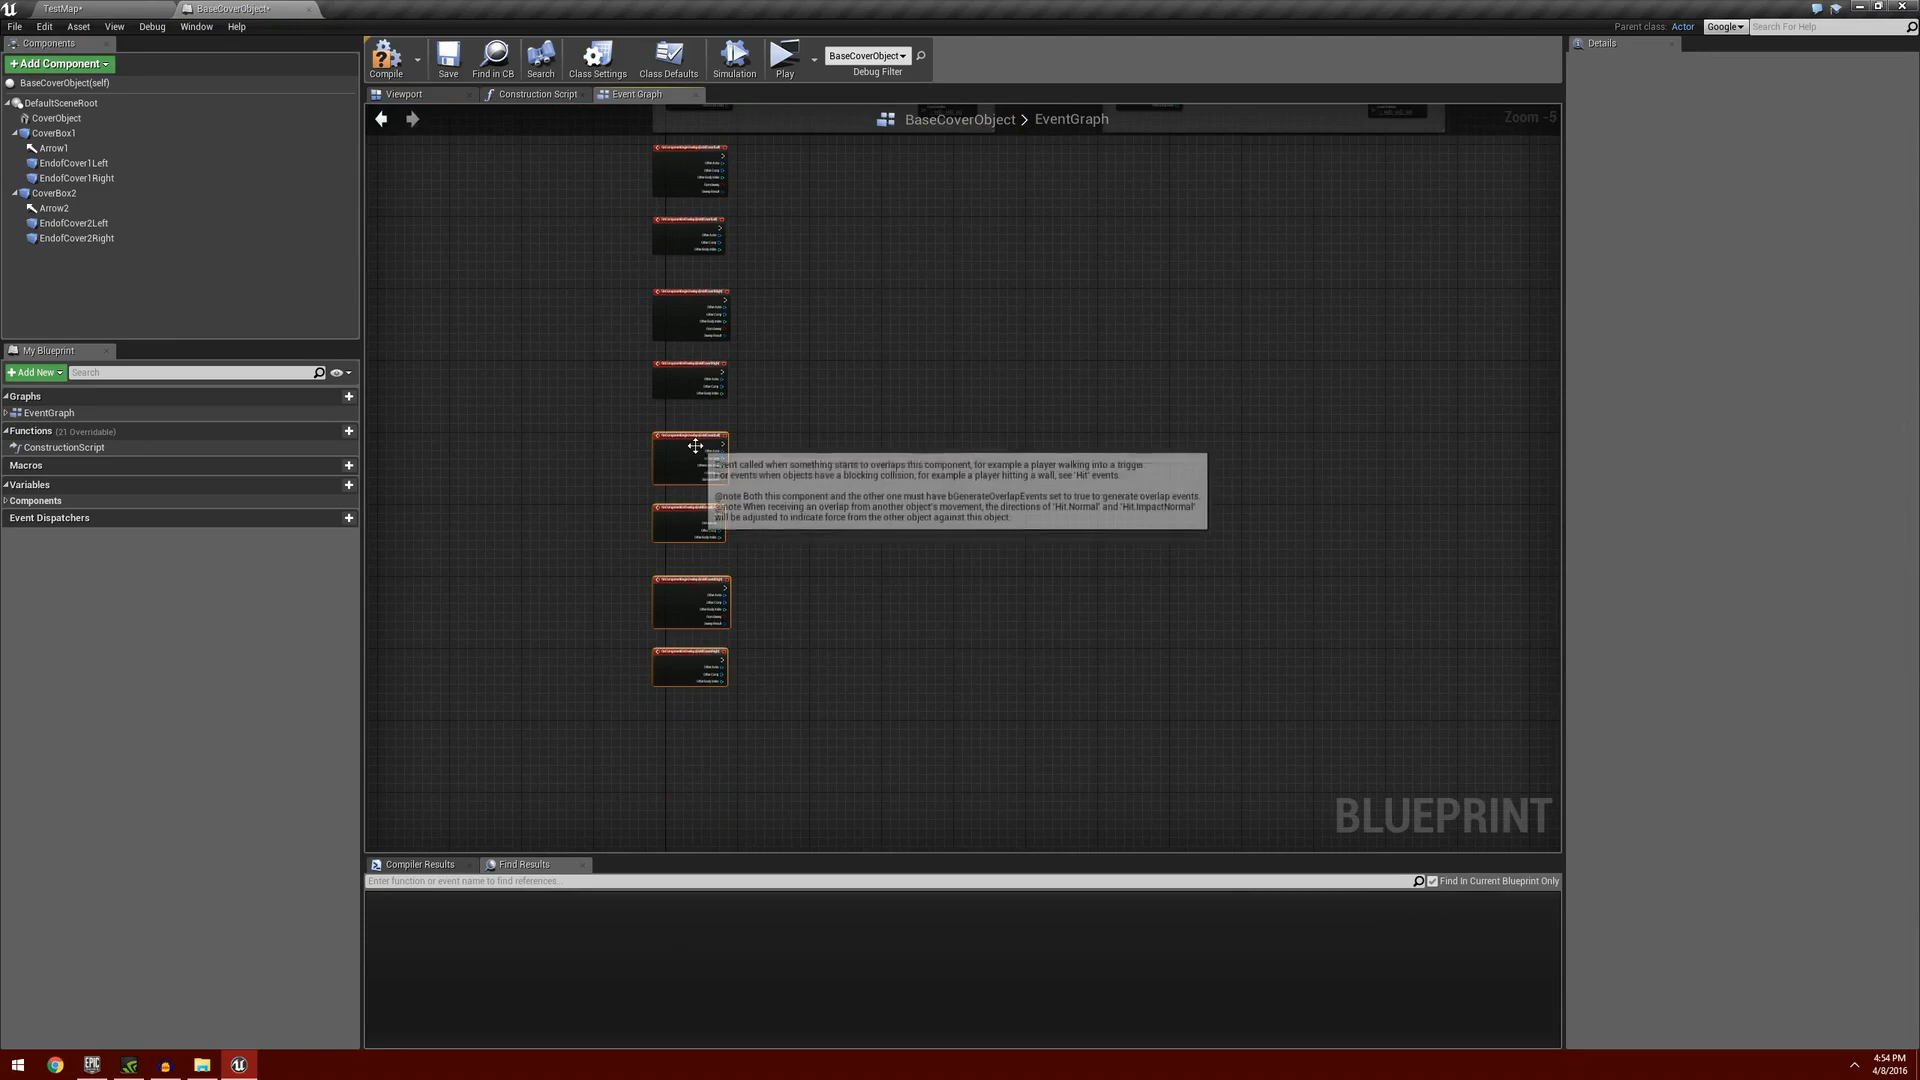 TestMap*
BaseCoverObject*
File Edit Asset View Debug Window Help
Parent class: Actor
Google
Search For Help
Components
+Add Component
BaseCoverObject(self)
DefaultSceneRoot
CoverObject
CoverBox1
Arrow1
EndofCover1Left
EndofCover1Right
CoverBox2
Arrow2
EndofCover2Left
EndofCover2Right
My Blueprint
+Add New
Search
Graphs
EventGraph
Functions (21 Overridable)
ConstructionScript
Macros
Variables
Components
Event Dispatchers
Compile
Save
Find in CB
Search
Class Settings
Class Defaults
Simulation
Play
BaseCoverObject
Debug Filter
Viewport
Construction Script
Event Graph
BaseCoverObject > EventGraph
Zoom -5
Event called when something starts to overlaps this component, for example a player walking into a trigger.
For events when objects have a blocking collision, for example a player hitting a wall, see 'Hit' events.
@note Both this component and the other one must have bGenerateOverlapEvents set to true to generate overlap events.
@note When receiving an overlap from another object's movement, the directions of 'Hit.Normal' and 'Hit.ImpactNormal'
will be adjusted to indicate force from the other object against this object.
BLUEPRINT
Compiler Results
Find Results
Enter function or event name to find references...
Find In Current Blueprint Only
Details
EPIC
4:54 PM
4/8/2016